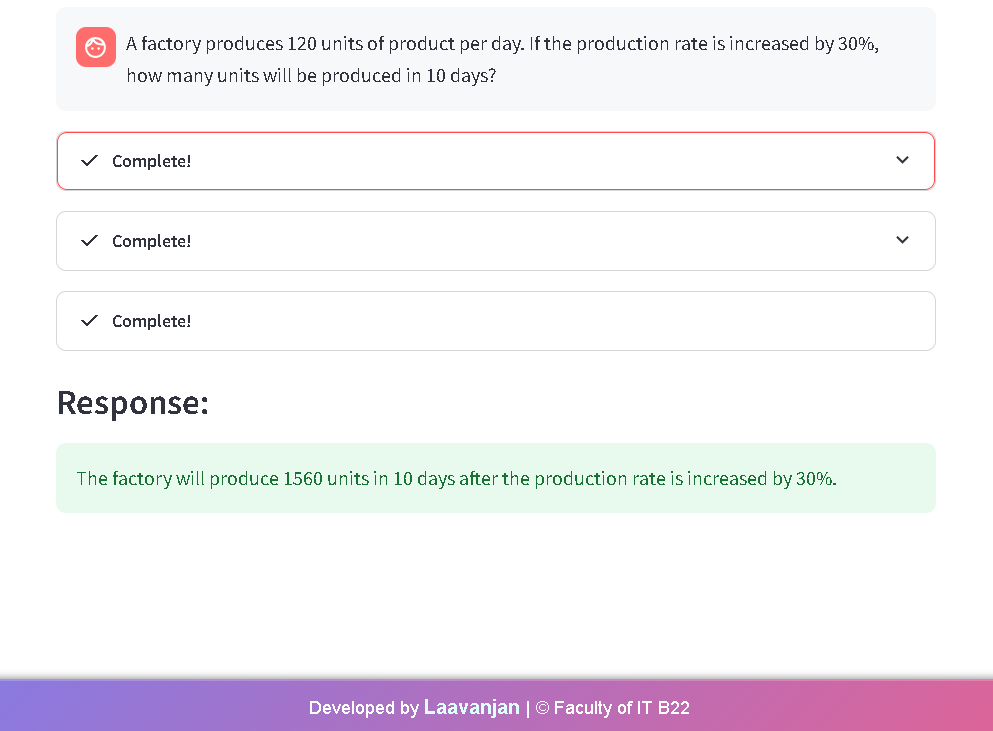 A factory produces 120 units of product per day. If the production rate is increased by 30%,
how many units will be produced in 10 days?
Complete!
Complete!
Complete!
Response:
The factory will produce 1560 units in 10 days after the production rate is increased by 30%.
Developed by Laavanjan | © Faculty of IT B22